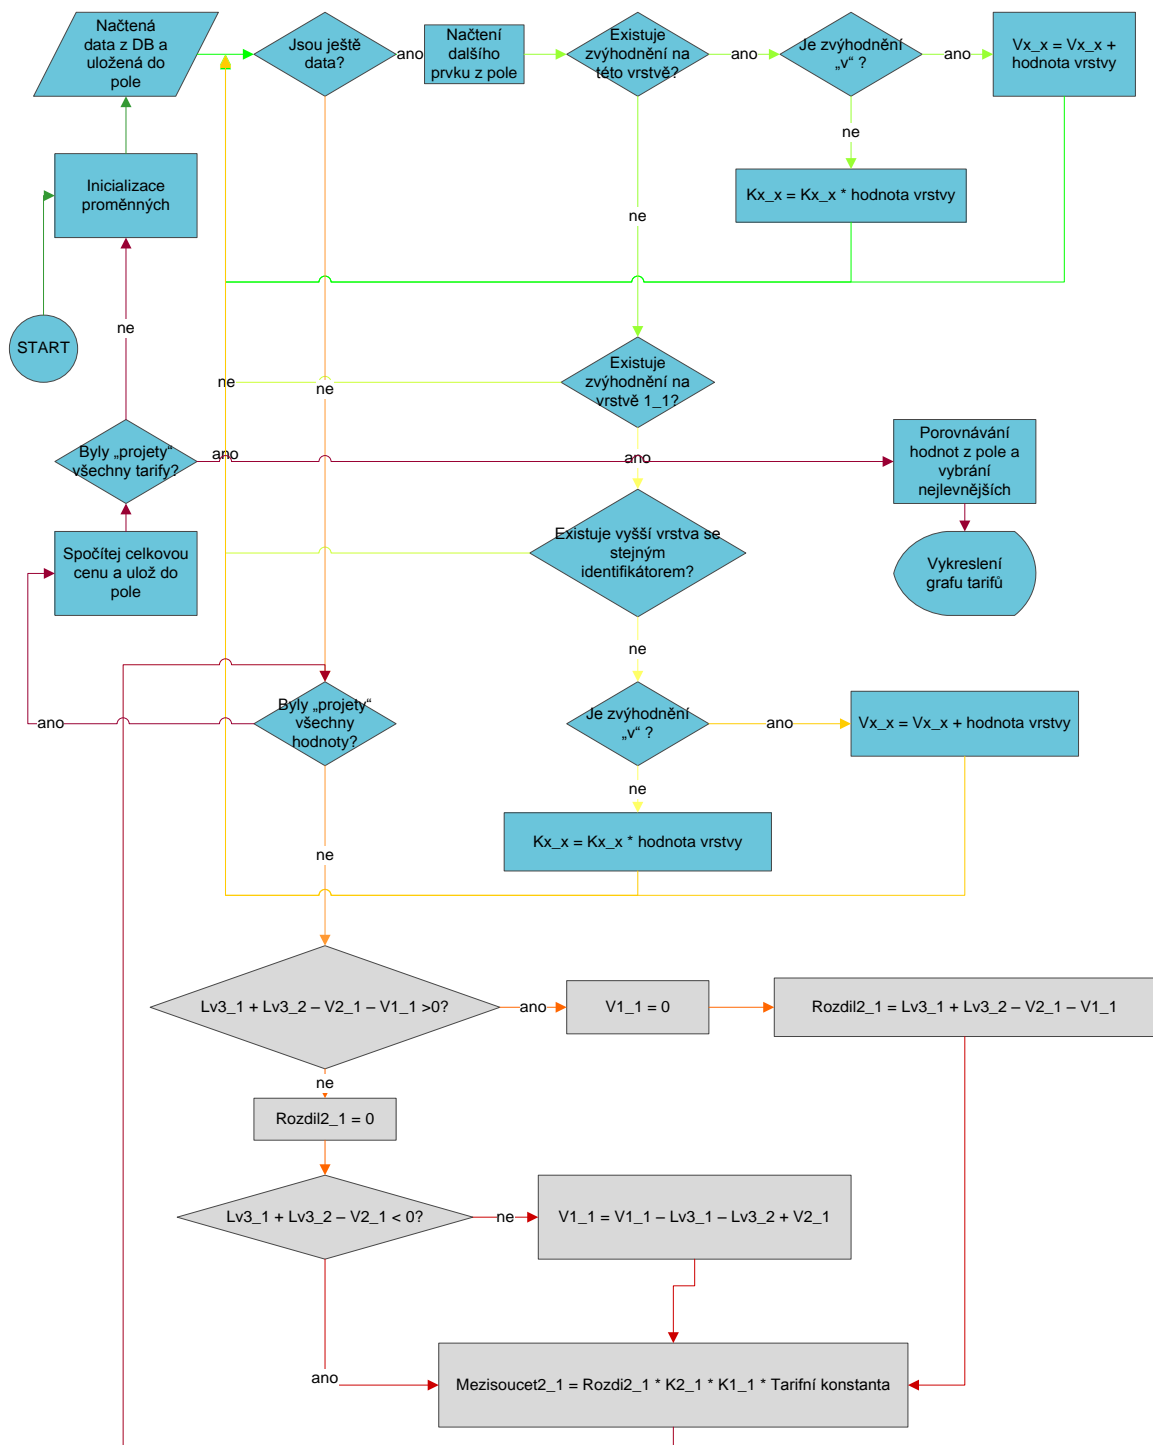 Načtená
data z DB a
uložená do
pole
Jsou ještě
data?
ano
Načtení
dalšího
prvku z pole
Existuje
zvýhodnění na
této vrstvě?
ano
Je zvýhodnění
„v“ ?
ano
Vx_x = Vx_x +
hodnota vrstvy
ne
Kx_x = Kx_x * hodnota vrstvy
ne
Inicializace
proměnných
ne
START
Existuje
zvýhodnění na
vrstvě 1_1?
ne
ne
ano
Byly „projety“
všechny tarify?
ano
Porovnávání
hodnot z pole a
vybrání
nejlevnějších
Existuje vyšší vrstva se
stejným
identifikátorem?
Spočítej celkovou
cenu a ulož do
pole
Vykreslení
grafu tarifů
ne
Byly „projety“
všechny
hodnoty?
ano
Je zvýhodnění
„v“ ?
ano
Vx_x = Vx_x + hodnota vrstvy
ne
Kx_x = Kx_x * hodnota vrstvy
ne
Lv3_1 + Lv3_2 – V2_1 – V1_1 >0?
ano
V1_1 = 0
Rozdil2_1 = Lv3_1 + Lv3_2 – V2_1 – V1_1
ne
Rozdil2_1 = 0
Lv3_1 + Lv3_2 – V2_1 < 0?
ne
V1_1 = V1_1 – Lv3_1 – Lv3_2 + V2_1
ano
Mezisoucet2_1 = Rozdi2_1 * K2_1 * K1_1 * Tarifní konstanta